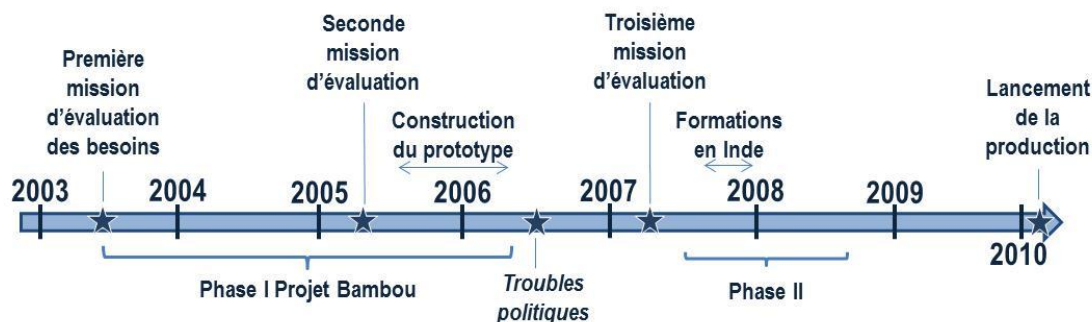 Première
mission
d'évaluation
des besoins
Seconde
mission
d'évaluation
Construction
du prototype
Troisième
mission
d'évaluation
Formations
en Inde
Lancement
de la
production
2003
2004
2005
2006
2007
2008
2009
2010
Phase I Projet Bambou
Troubles
politiques
Phase II